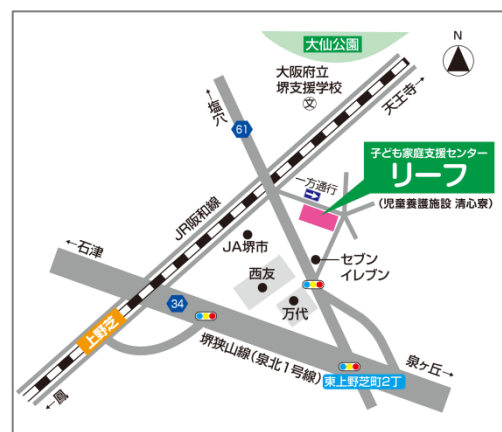 大仙公園
N
大阪府立
堺支援学校
文
←塩穴
天王寺→
61
子ども家庭支援センター
リーフ
(児童養護施設 清心寮)
一方通行
JR阪和線
←石津
JA堺市
セブン
イレブン
西友
万代
34
上野芝
堺狭山線(泉北1号線)
泉ヶ丘→
東上野芝町2丁
←鳳